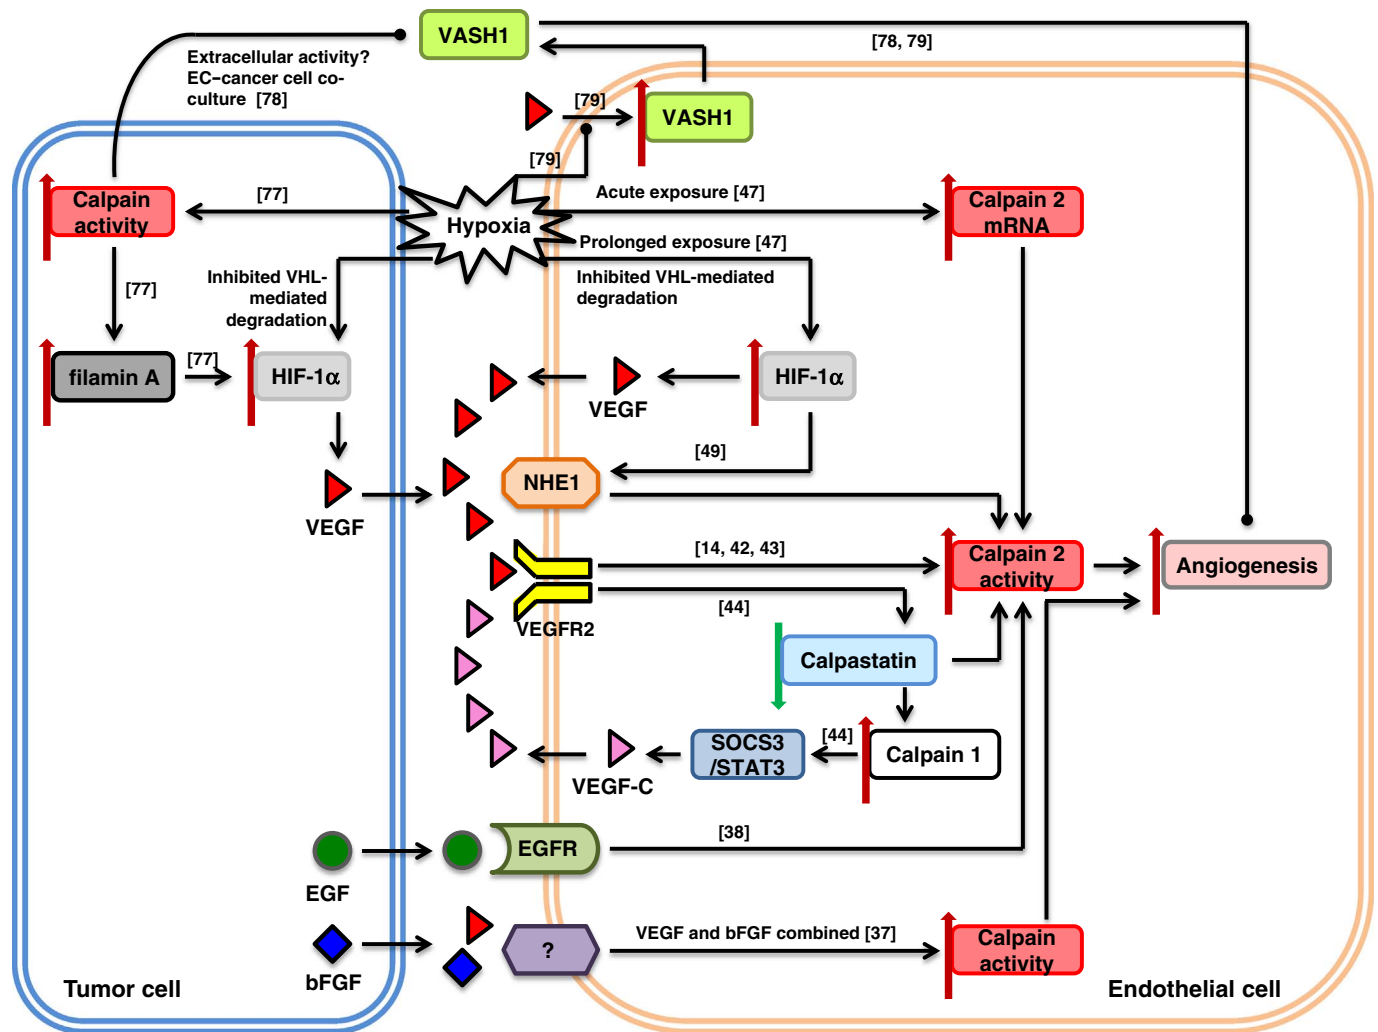 VASH1
[78, 79]
Extracellular activity?
EC–cancer cell co-
culture [78]
[79]
VASH1
[79]
Calpain
activity
[77]
Hypoxia
Acute exposure [47]
Calpain 2
mRNA
Prolonged exposure [47]
Inhibited VHL-
mediated
degradation
Inhibited VHL-mediated
degradation
[77]
filamin A
[77]
HIF-1α
VEGF
HIF-1α
[49]
NHE1
VEGF
[14, 42, 43]
Calpain 2
activity
Angiogenesis
VEGFR2
[44]
Calpastatin
SOCS3
/STAT3
[44]
Calpain 1
VEGF-C
EGFR
[38]
EGF
?
VEGF and bFGF combined [37]
Calpain
activity
bFGF
Tumor cell
Endothelial cell